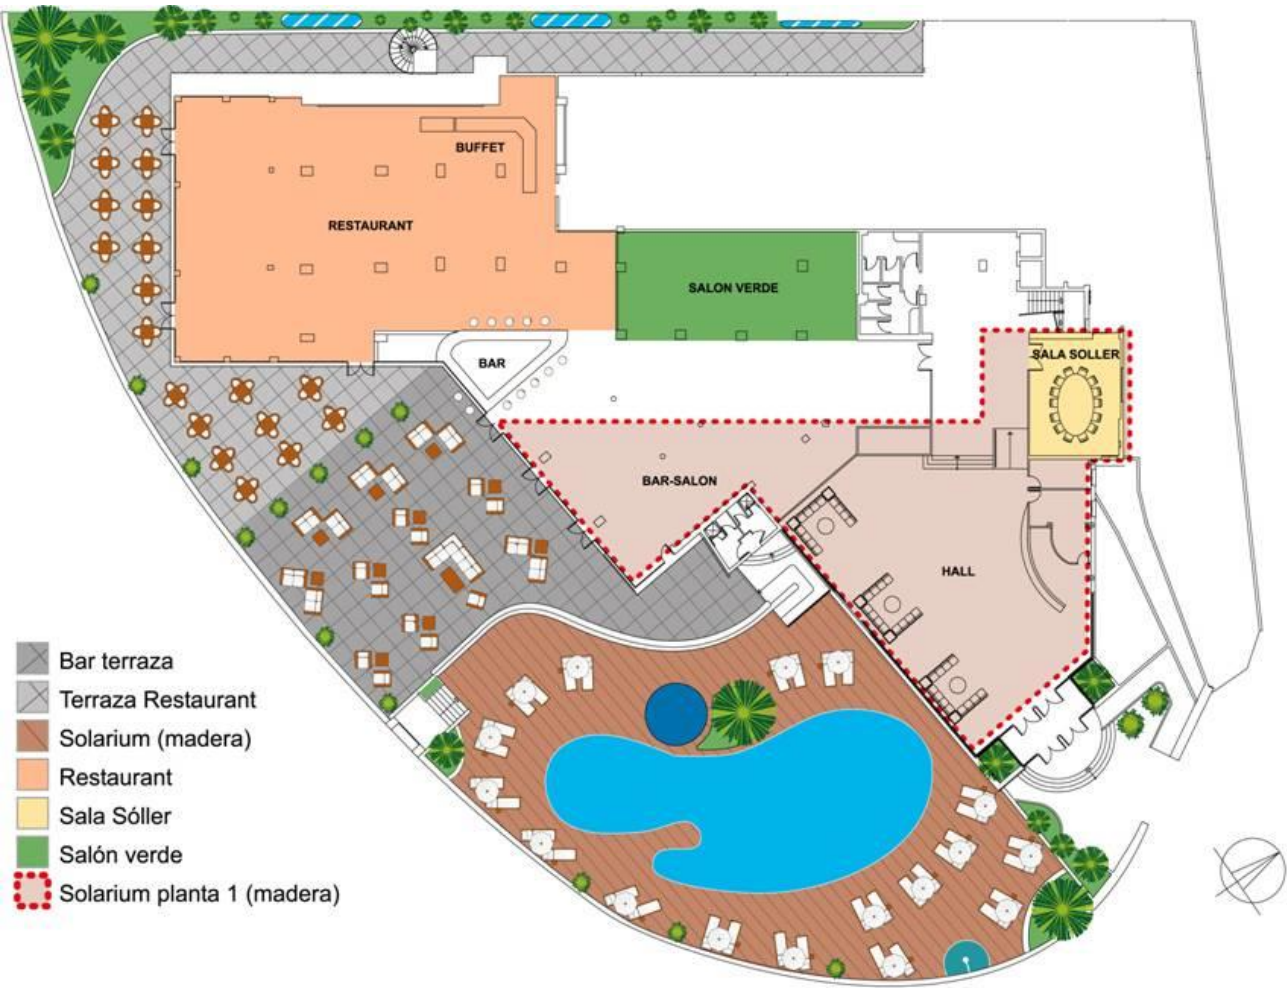 BUFFET
RESTAURANT
SALON VERDE
BAR
SALA SOLLER
BAR-SALON
HALL
Bar terraza
Terraza Restaurant
Solarium (madera)
Restaurant
Sala Sóller
Salón verde
Solarium planta 1 (madera)